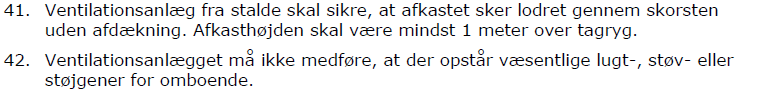 41. Ventilationsanlæg fra stalde skal sikre, at afkastet sker lodret gennem skorsten
uden afdækning. Afkasthøjden skal være mindst 1 meter over tagryg.
42. Ventilationsanlægget må ikke medføre, at der opstår væsentlige lugt-, støv- eller
støjgener for omboende.